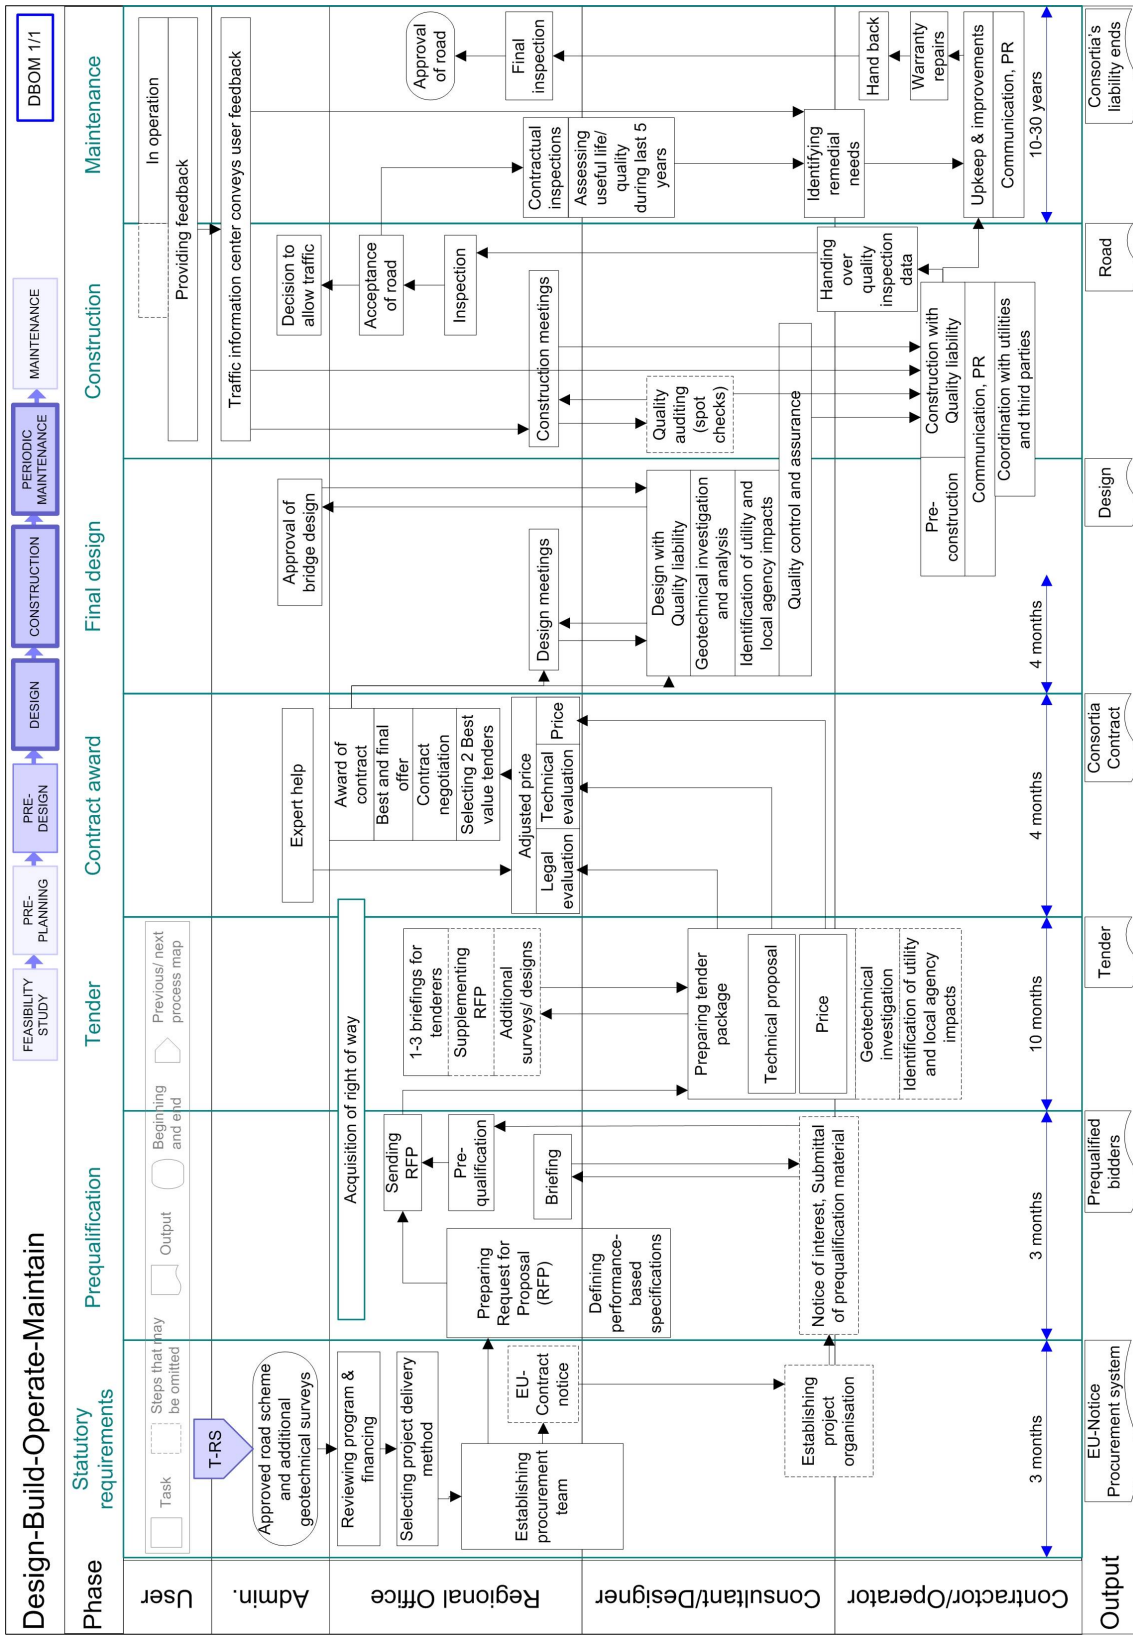 Design-Build-Operate-Maintain
FEASIBILITY
STUDY
PRE-
PLANNING
PRE-
DESIGN
DESIGN
CONSTRUCTION
PERIODIC
MAINTENANCE
MAINTENANCE
DBOM 1/1
Phase
Statutory
requirements
Prequalification
Tender
Contract award
Final design
Construction
Maintenance
User
Task
Steps that may
be omitted
Output
Beginning
and end
Previous/ next
process map
In operation
Providing feedback
Admin.
T-RS
Approved road scheme
and additional
geotechnical surveys
Expert help
Approval of
bridge design
Decision to
allow traffic
Traffic information center conveys user feedback
Regional Office
Reviewing program &
financing
Selecting project delivery
method
Establishing
procurement
team
EU-
Contract
notice
Acquisition of right of way
Preparing
Request for
Proposal
(RFP)
Defining
performance-
based
specifications
Sending
RFP
Pre-
qualification
Briefing
1-3 briefings for
tenderers
Supplementing
RFP
Additional
surveys/ designs
Award of
contract
Best and final
offer
Contract
negotiation
Selecting 2 Best
value tenders
Adjusted price
Legal
evaluation
Technical
evaluation
Price
Design meetings
Construction meetings
Acceptance
of road
Inspection
Contractual
inspections
Assessing
useful life/
quality
during last 5
years
Approval
of road
Final
inspection
Consultant/Designer
Establishing
project
organisation
Notice of interest, Submittal
of prequalification material
Preparing tender
package
Technical proposal
Price
Geotechnical
investigation
Identification of utility
and local agency
impacts
Design with
Quality liability
Geotechnical investigation
and analysis
Identification of utility and
local agency impacts
Quality control and assurance
Quality
auditing
(spot
checks)
Handing
over
quality
inspection
data
Identifying
remedial
needs
Contractor/Operator
Pre-
construction
Construction with
Quality liability
Communication, PR
Coordination with utilities
and third parties
Hand back
Warranty
repairs
Upkeep & improvements
Communication, PR
3 months
3 months
10 months
4 months
4 months
10-30 years
Output
EU-Notice
Procurement system
Prequalified
bidders
Tender
Consortia
Contract
Design
Road
Consortia's
liability ends